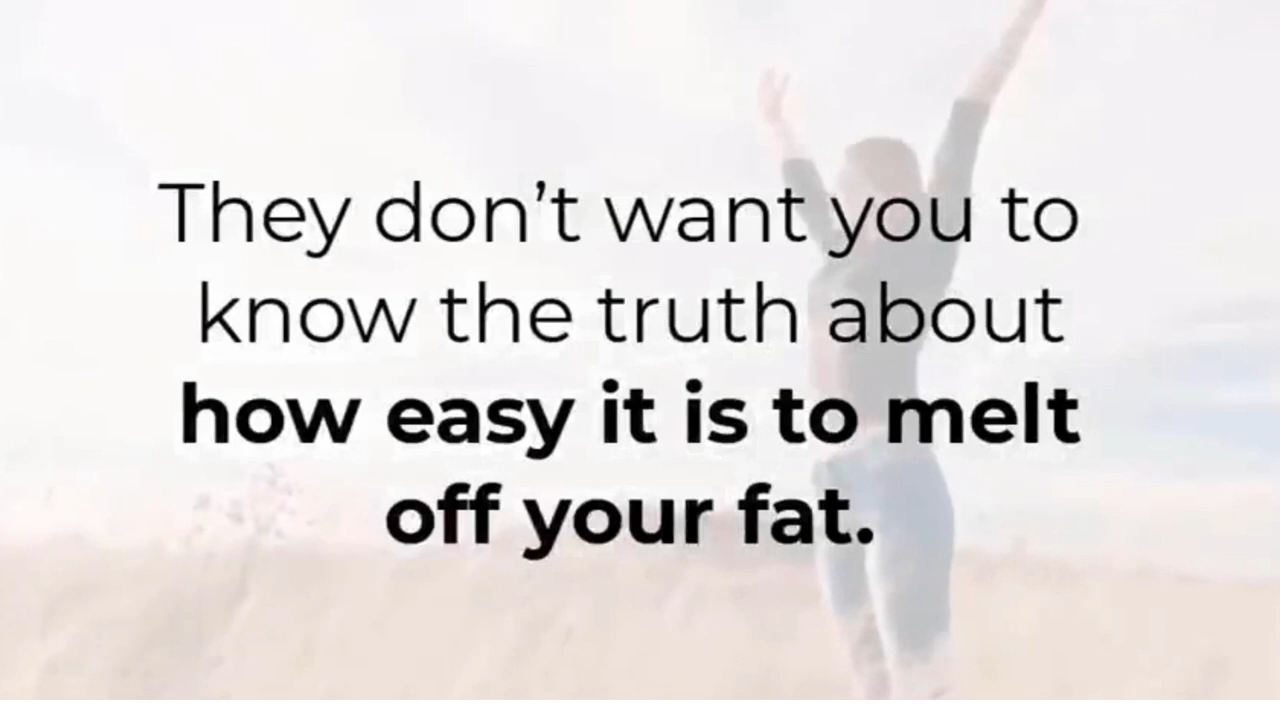 They don’t want you to
know the truth about
how easy it is to melt
off your fat.